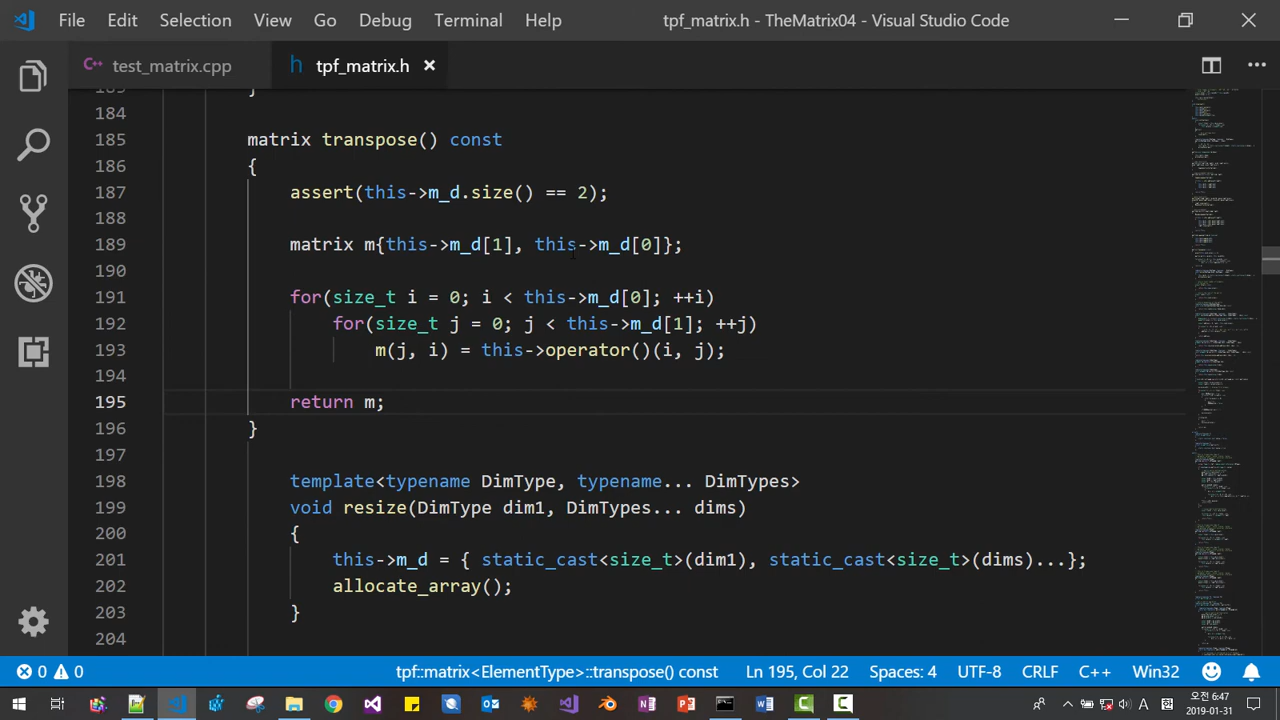 File Edit Selection View Go Debug Terminal Help tpf_matrix.h - TheMatrix04 - Visual Studio Code
test_matrix.cpp tpf_matrix.h
184
185 matrix transpose() const
186 {
187 assert(this->m_d.size() == 2);
188
189 matrix m{this->m_d[1], this->m_d[0]};
190
191 for(size_t i = 0; i < this->m_d[0]; ++i)
192 for(size_t j = 0; j < this->m_d[1]; ++j)
193 m(j, i) = this->operator()(i, j);
194
195 return m;
196 }
197
198 template<typename DimType, typename... DimTypes>
199 void resize(DimType dim1, DimTypes... dims)
200 {
201 this->m_d = {static_cast<size_t>(dim1), static_cast<size_t>(dims)...};
202 allocate_array();
203 }
204
0 0 tpf::matrix<ElementType>::transpose() const Ln 195, Col 22 Spaces: 4 UTF-8 CRLF C++ Win32
오전 6:47
2019-01-31